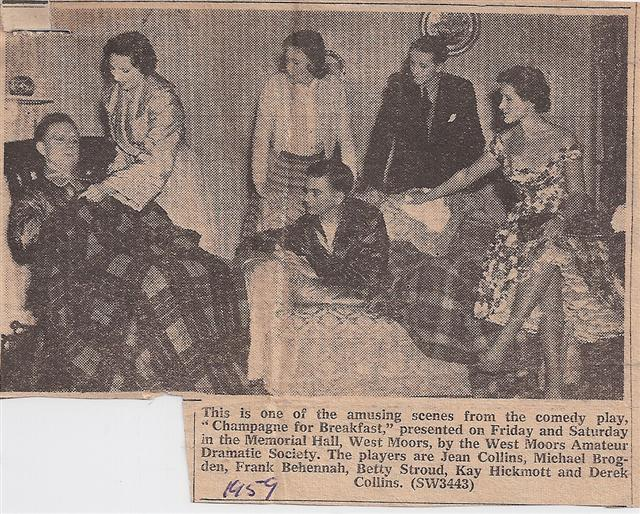 This is one of the amusing scenes from the comedy play,
"Champagne for Breakfast," presented on Friday and Saturday
in the Memorial Hall, West Moors, by the West Moors Amateur
Dramatic Society. The players are Jean Collins, Michael Brog-
den, Frank Behennah, Betty Stroud, Kay Hickmott and Derek
Collins. (SW3443)
1959